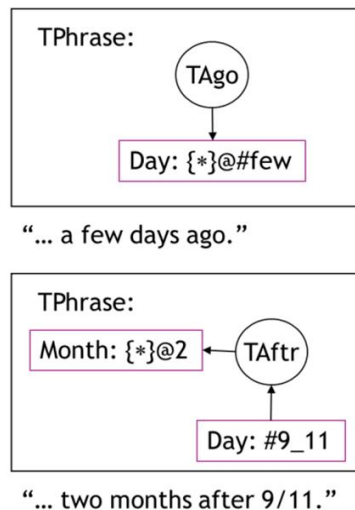 TPhrase:
TAgo
Day: {*}@#few
“... a few days ago.”
TPhrase:
Month: {*}@2
TAftr
Day: #9_11
“... two months after 9/11.”